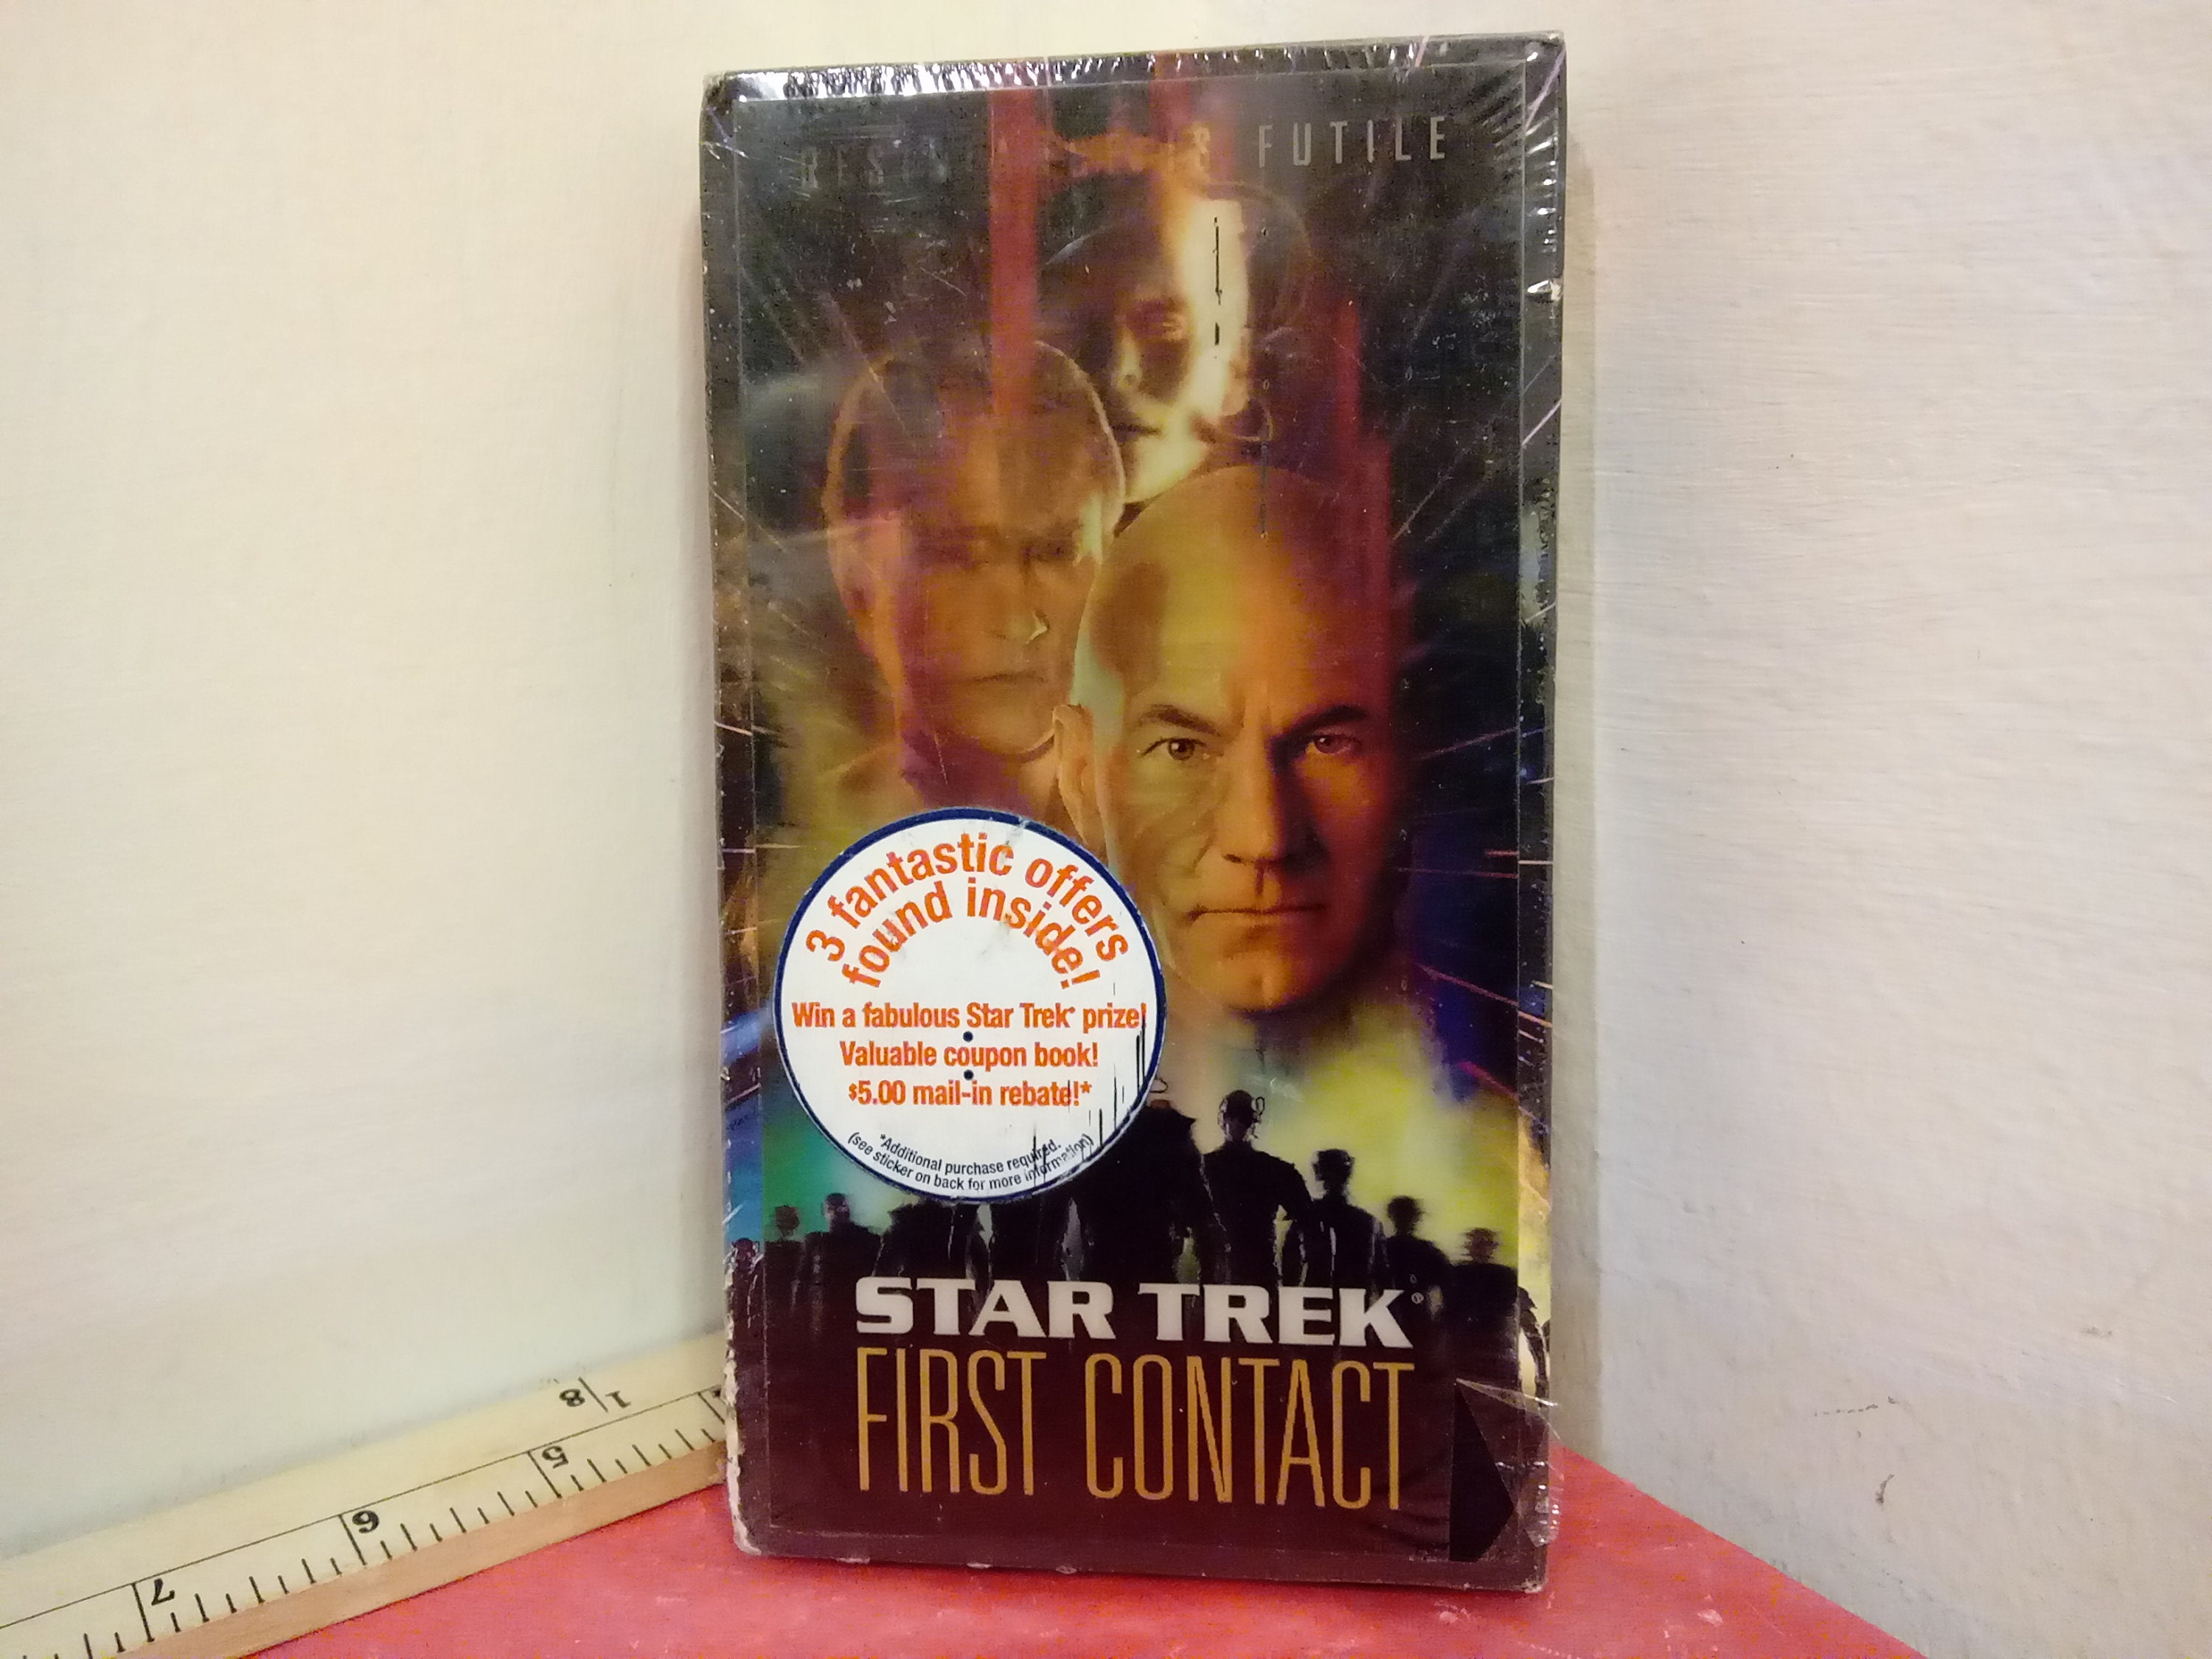 FUTILE
3 fantastic offers
found inside!
Win a fabulous Star Trek* prize!
•
Valuable coupon book!
•
$5.00 mail-in rebate!*
*Additional purchase required.
(see sticker on back for more information)
STAR TREK®
FIRST CONTACT
8 1
5
6
7